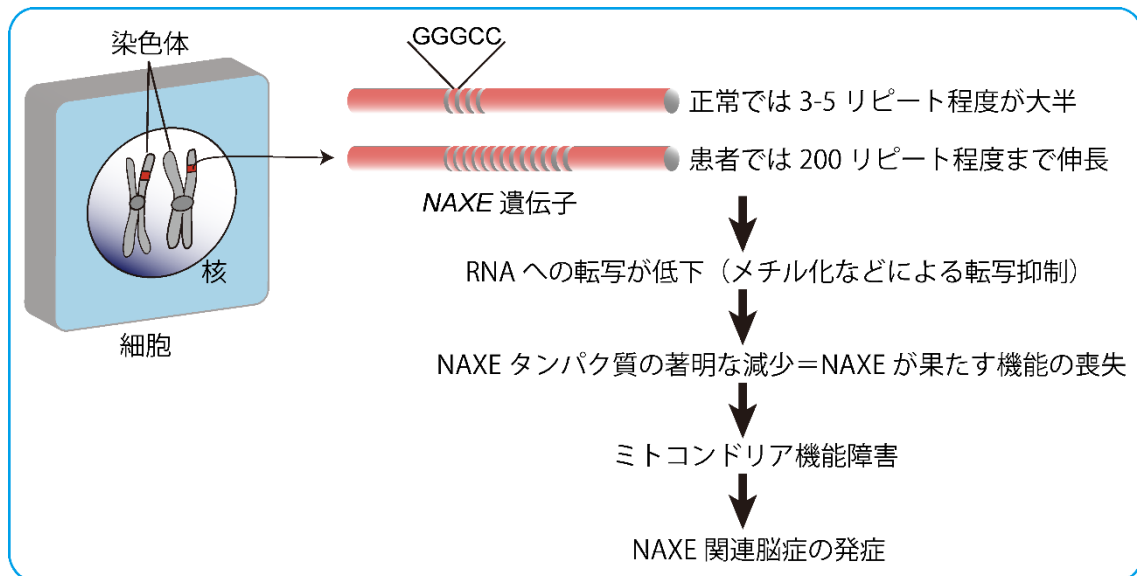 染色体
核
細胞
GGGCC
正常では 3-5 リピート程度が大半
患者では 200 リピート程度まで伸長
NAXE 遺伝子
RNA への転写が低下（メチル化などによる転写抑制）
NAXE タンパク質の著明な減少＝NAXE が果たす機能の喪失
ミトコンドリア機能障害
NAXE 関連脳症の発症